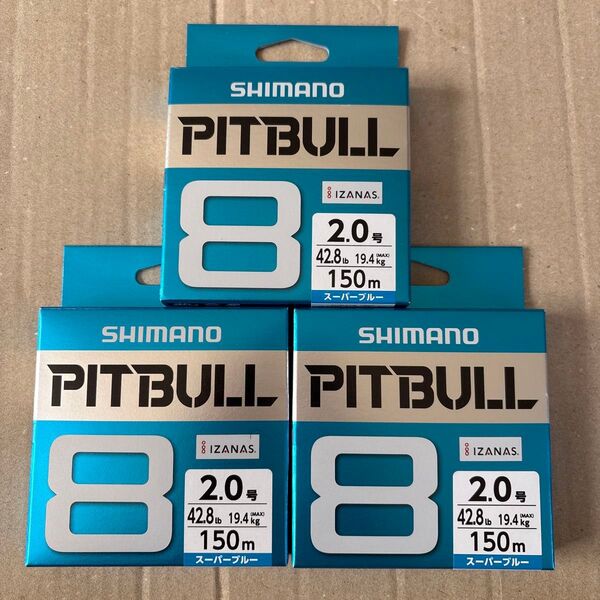 SHIMANO
PITBULL
8
IZANAS®
2.0号
42.8lb 19.4kg (MAX)
150m
スーパーブルー
SHIMANO
PITBULL
8
IZANAS®
2.0号
42.8lb 19.4kg (MAX)
150m
スーパーブルー
SHIMANO
PITBULL
8
IZANAS®
2.0号
42.8lb 19.4kg (MAX)
150m
スーパーブルー